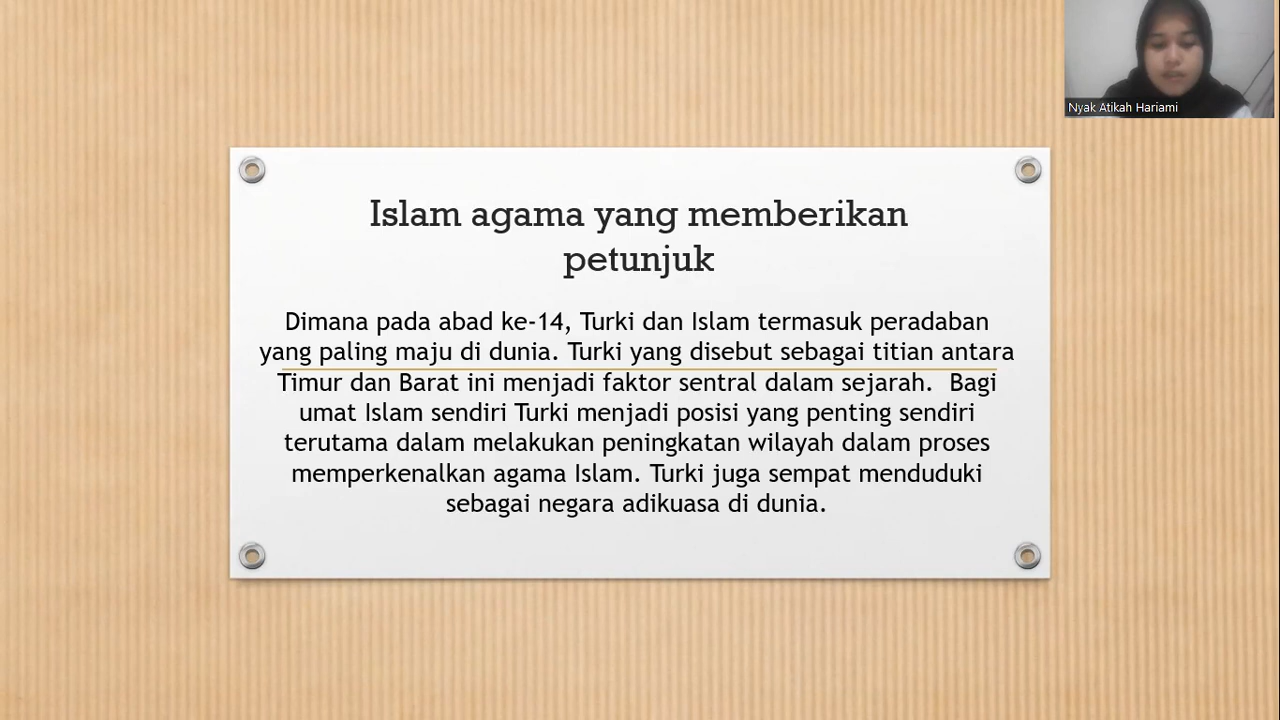 Nyak Atikah Hariami
Islam agama yang memberikan
petunjuk
Dimana pada abad ke-14, Turki dan Islam termasuk peradaban
yang paling maju di dunia. Turki yang disebut sebagai titian antara
Timur dan Barat ini menjadi faktor sentral dalam sejarah.  Bagi
umat Islam sendiri Turki menjadi posisi yang penting sendiri
terutama dalam melakukan peningkatan wilayah dalam proses
memperkenalkan agama Islam. Turki juga sempat menduduki
sebagai negara adikuasa di dunia.